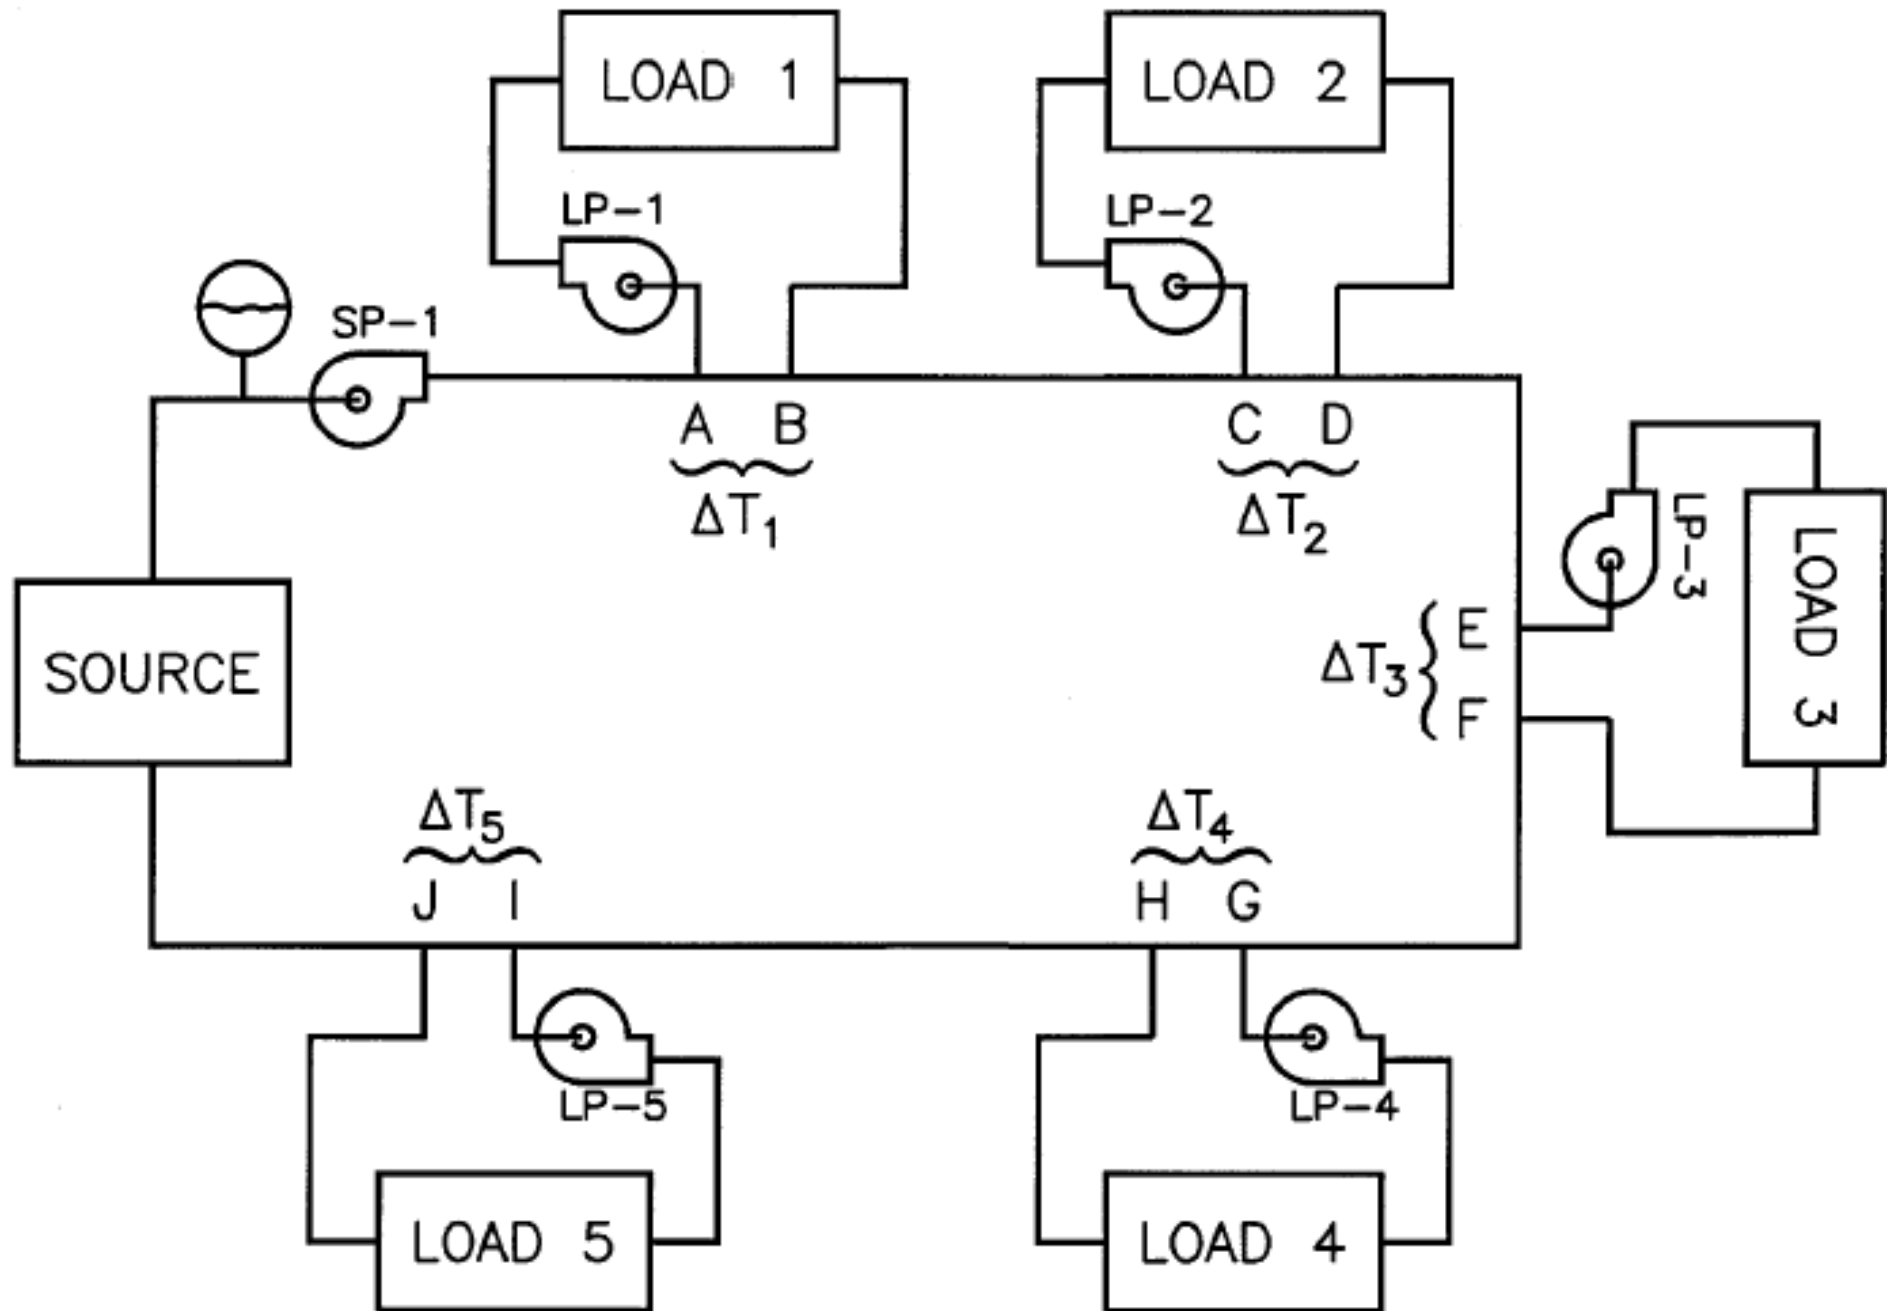 LOAD 1
LOAD 2
LP-1
LP-2
SP-1
A B
C D
ΔT1
ΔT2
LP-3
LOAD 3
E
ΔT3
F
SOURCE
ΔT5
ΔT4
J I
H G
LP-5
LP-4
LOAD 5
LOAD 4